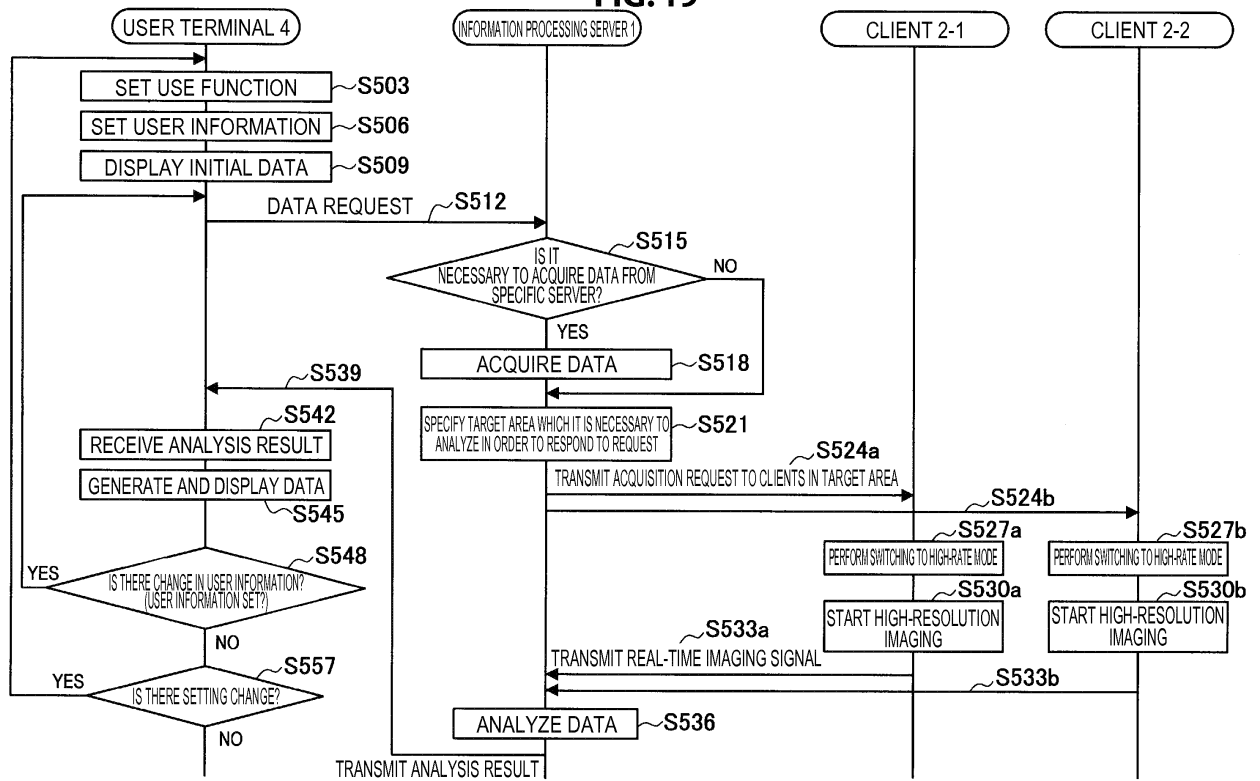 FIG. 19
USER TERMINAL 4
INFORMATION PROCESSING SERVER 1
CLIENT 2-1
CLIENT 2-2
SET USE FUNCTION
S503
SET USER INFORMATION
S506
DISPLAY INITIAL DATA
S509
DATA REQUEST
S512
S515
IS IT
NECESSARY TO ACQUIRE DATA FROM
SPECIFIC SERVER?
NO
YES
ACQUIRE DATA
S518
S539
SPECIFY TARGET AREA WHICH IT IS NECESSARY TO
ANALYZE IN ORDER TO RESPOND TO REQUEST
S521
S542
RECEIVE ANALYSIS RESULT
GENERATE AND DISPLAY DATA
S545
S524a
TRANSMIT ACQUISITION REQUEST TO CLIENTS IN TARGET AREA
S524b
S527a
PERFORM SWITCHING TO HIGH-RATE MODE
S527b
PERFORM SWITCHING TO HIGH-RATE MODE
S530a
START HIGH-RESOLUTION
IMAGING
S530b
START HIGH-RESOLUTION
IMAGING
S548
YES
IS THERE CHANGE IN USER INFORMATION?
(USER INFORMATION SET?)
NO
S533a
TRANSMIT REAL-TIME IMAGING SIGNAL
S533b
S557
YES
IS THERE SETTING CHANGE?
NO
ANALYZE DATA
S536
TRANSMIT ANALYSIS RESULT